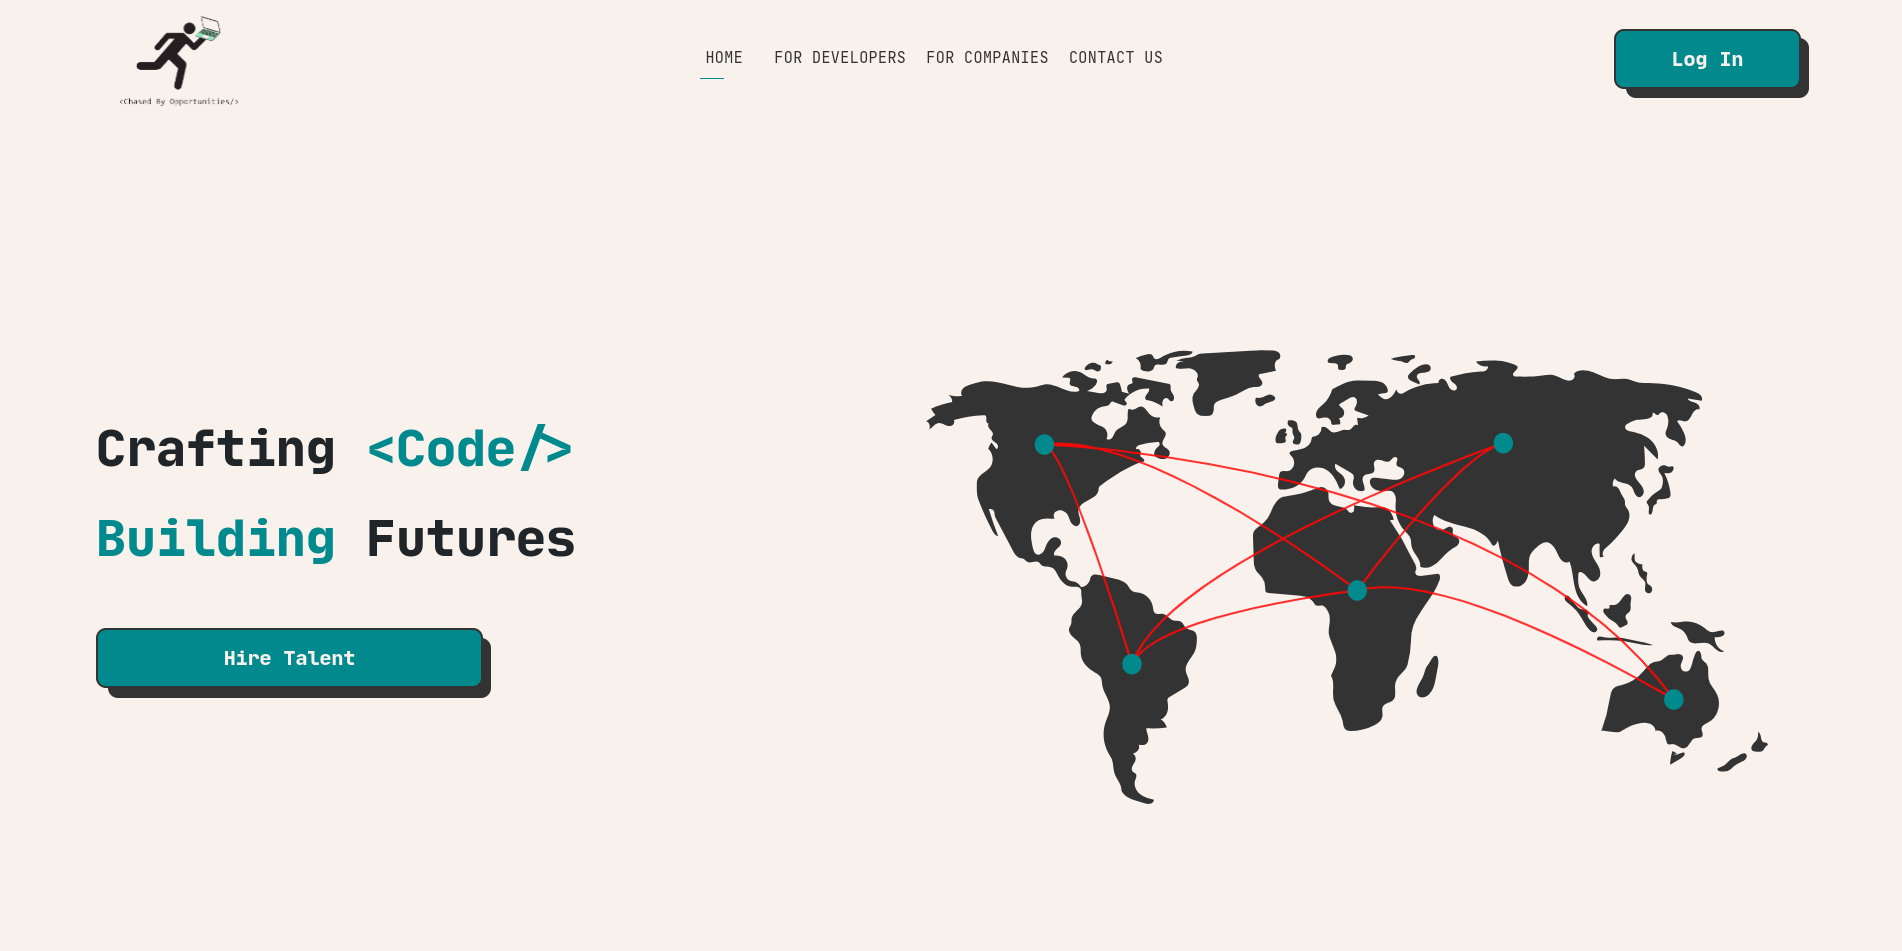 <Chased By Opportunities/>
HOME FOR DEVELOPERS FOR COMPANIES CONTACT US
Log In
Crafting <Code/>
Building Futures
Hire Talent